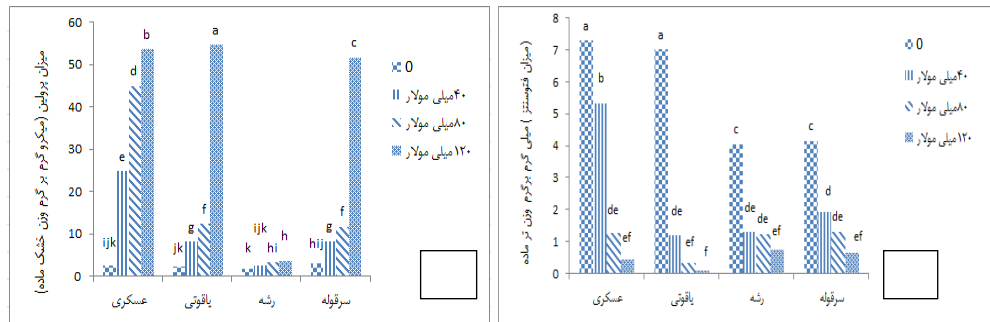 میزان پرولین (میکروگرم بر گرم وزن خشک ماده)
60
50
40
30
20
10
0
ijk e d b
jk g f a
k ijk hi h
hij g f c
عسکری یاقوتی رشه سرقوله
0
۴۰میلی مولار
۸۰میلی مولار
۱۲۰میلی مولار
(میزان فتوسنتز ) میلی گرم برگرم وزن تر ماده
8
7
6
5
4
3
2
1
0
a b de ef
a de ef f
c de de ef
c d de ef
عسکری یاقوتی رشه سرقوله
0
۴۰میلی مولار
۸۰میلی مولار
۱۲۰میلی مولار